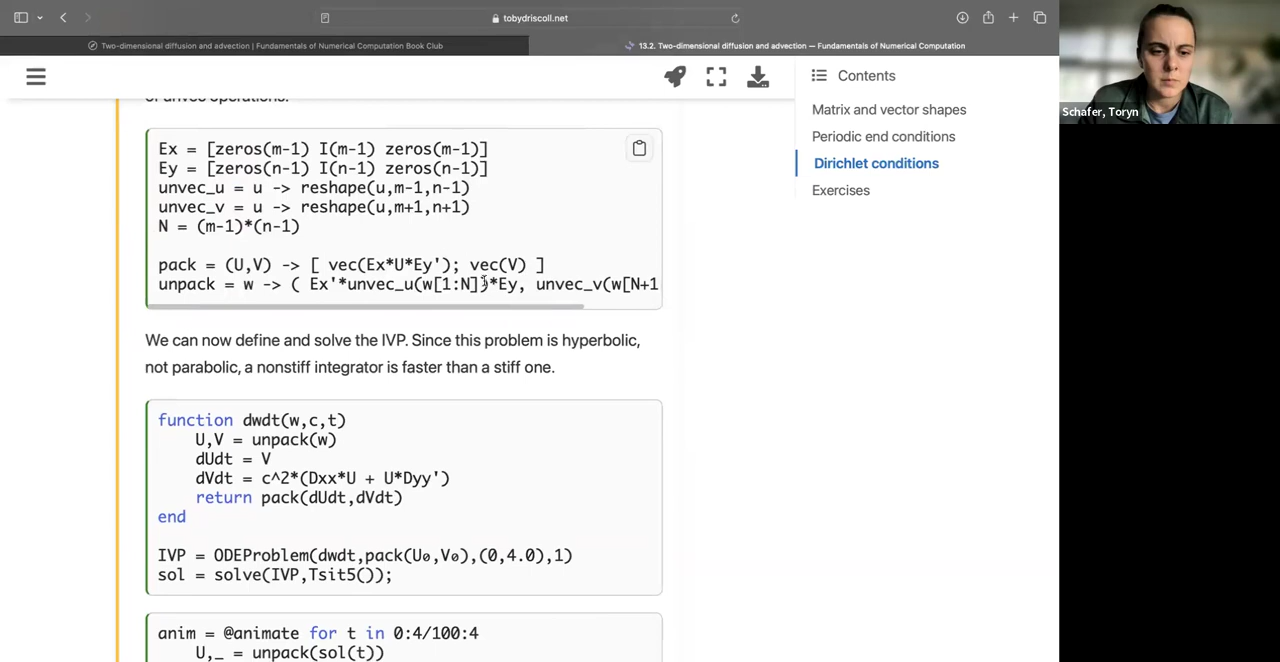 tobydriscoll.net
Two-dimensional diffusion and advection | Fundamentals of Numerical Computation Book Club
13.2. Two-dimensional diffusion and advection — Fundamentals of Numerical Computation
Schafer, Toryn
Contents
Matrix and vector shapes
Periodic end conditions
Dirichlet conditions
Exercises
of unvec operations.
Ex = [zeros(m-1) I(m-1) zeros(m-1)]
Ey = [zeros(n-1) I(n-1) zeros(n-1)]
unvec_u = u -> reshape(u,m-1,n-1)
unvec_v = u -> reshape(u,m+1,n+1)
N = (m-1)*(n-1)
pack = (U,V) -> [ vec(Ex*U*Ey'); vec(V) ]
unpack = w -> ( Ex'*unvec_u(w[1:N])*Ey, unvec_v(w[N+1
We can now define and solve the IVP. Since this problem is hyperbolic,
not parabolic, a nonstiff integrator is faster than a stiff one.
function dwdt(w,c,t)
U,V = unpack(w)
dUdt = V
dVdt = c^2*(Dxx*U + U*Dyy')
return pack(dUdt,dVdt)
end
IVP = ODEProblem(dwdt,pack(U₀,V₀),(0,4.0),1)
sol = solve(IVP,Tsit5());
anim = @animate for t in 0:4/100:4
U,_ = unpack(sol(t))